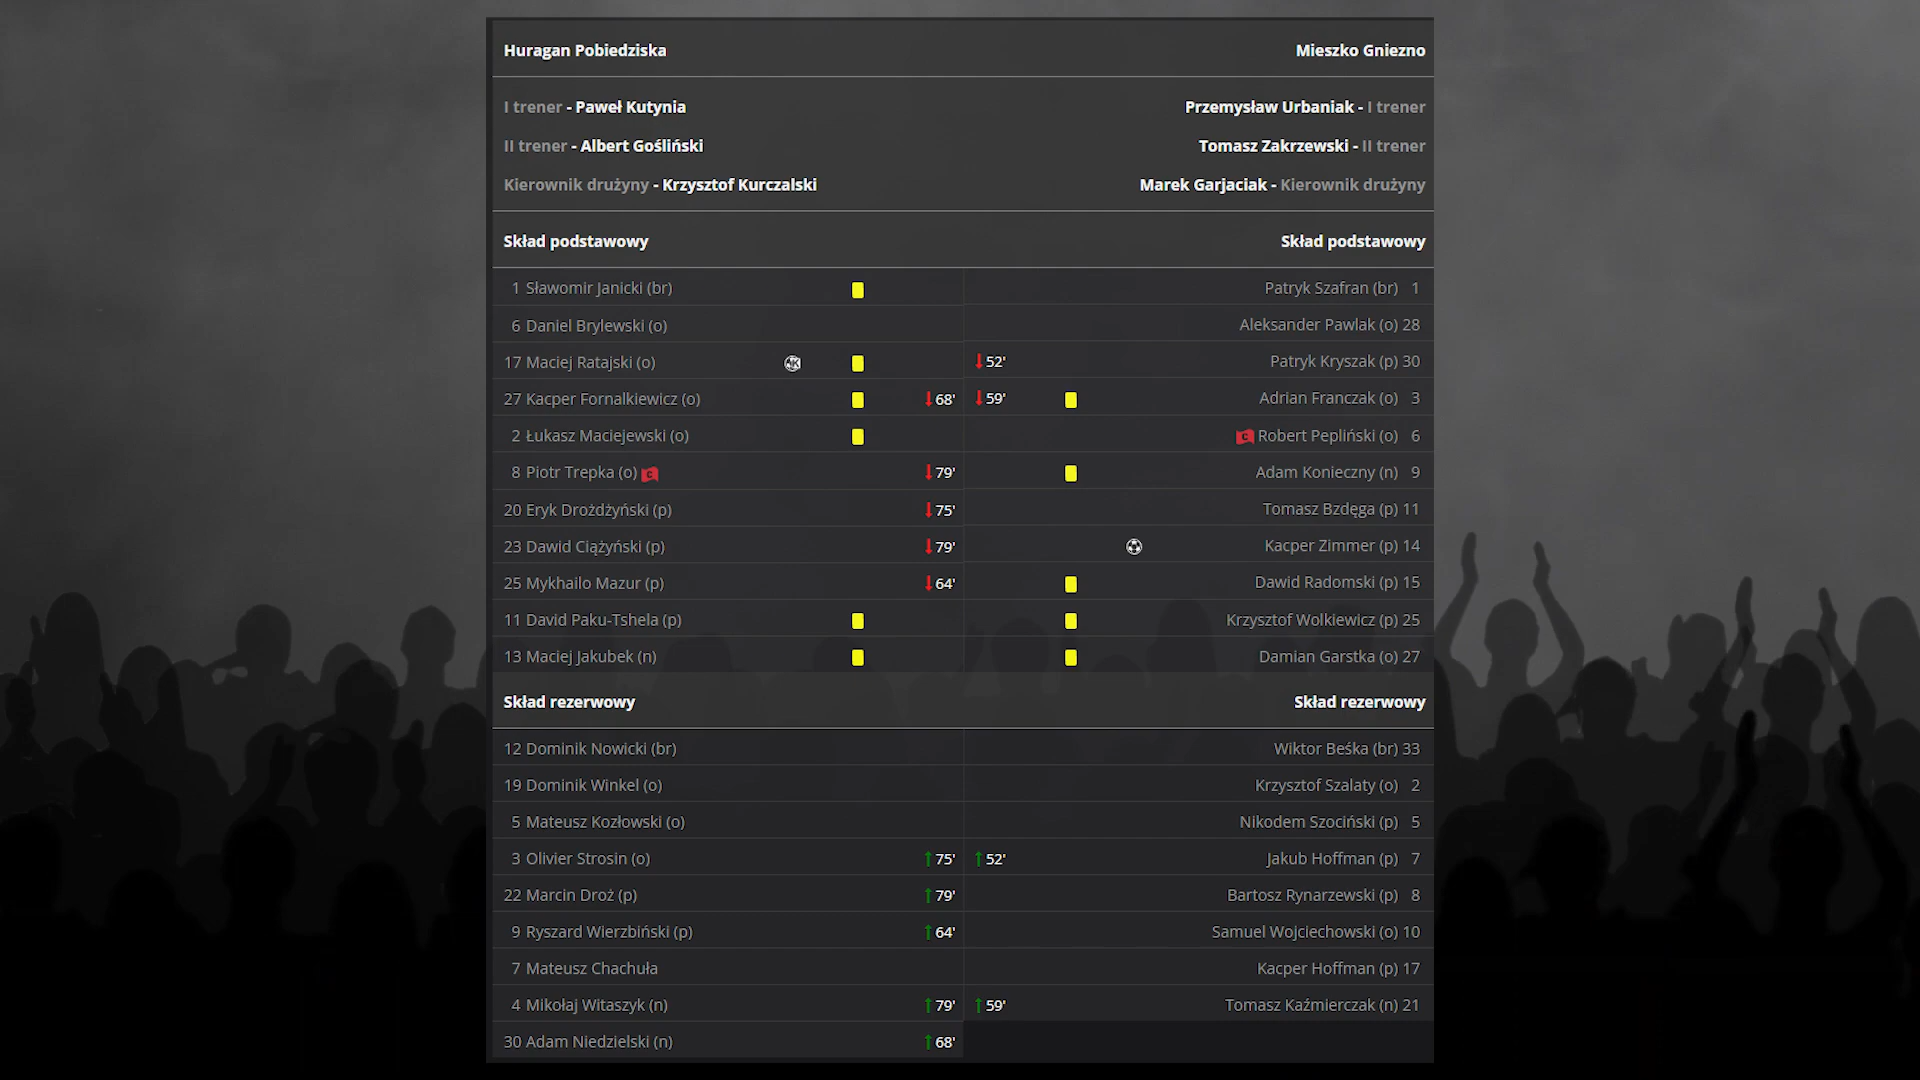 Huragan Pobiedziska Mieszko Gniezno
I trener - Paweł Kutynia Przemysław Urbaniak - I trener
II trener - Albert Gośliński Tomasz Zakrzewski - II trener
Kierownik drużyny - Krzysztof Kurczalski Marek Garjaciak - Kierownik drużyny
Skład podstawowy Skład podstawowy
1 Sławomir Janicki (br) Patryk Szafran (br) 1
6 Daniel Brylewski (o) Aleksander Pawlak (o) 28
17 Maciej Ratajski (o) 52' Patryk Kryszak (p) 30
27 Kacper Fornalkiewicz (o) 68' 59' Adrian Franczak (o) 3
2 Łukasz Maciejewski (o) C Robert Pepliński (o) 6
8 Piotr Trepka (o) C 79' Adam Konieczny (n) 9
20 Eryk Drożdżyński (p) 75' Tomasz Bzdęga (p) 11
23 Dawid Ciążyński (p) 79' Kacper Zimmer (p) 14
25 Mykhailo Mazur (p) 64' Dawid Radomski (p) 15
11 David Paku-Tshela (p) Krzysztof Wolkiewicz (p) 25
13 Maciej Jakubek (n) Damian Garstka (o) 27
Skład rezerwowy Skład rezerwowy
12 Dominik Nowicki (br) Wiktor Beśka (br) 33
19 Dominik Winkel (o) Krzysztof Szalaty (o) 2
5 Mateusz Kozłowski (o) Nikodem Szociński (p) 5
3 Olivier Strosin (o) 75' 52' Jakub Hoffman (p) 7
22 Marcin Droż (p) 79' Bartosz Rynarzewski (p) 8
9 Ryszard Wierzbiński (p) 64' Samuel Wojciechowski (o) 10
7 Mateusz Chachuła Kacper Hoffman (p) 17
4 Mikołaj Witaszyk (n) 79' 59' Tomasz Kaźmierczak (n) 21
30 Adam Niedzielski (n) 68'